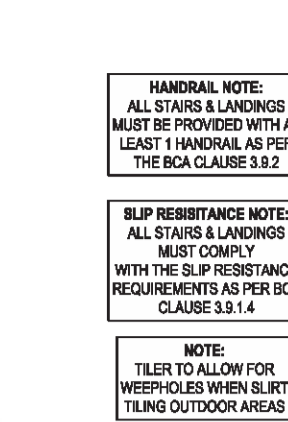 HANDRAIL NOTE:
ALL STAIRS & LANDINGS
MUST BE PROVIDED WITH A
LEAST 1 HANDRAIL AS PER
THE BCA CLAUSE 3.9.2
SLIP RESISITANCE NOTE:
ALL STAIRS & LANDINGS
MUST COMPLY
WITH THE SLIP RESISTANC
REQUIREMENTS AS PER BC
CLAUSE 3.9.1.4
NOTE:
TILER TO ALLOW FOR
WEEPHOLES WHEN SLIRT
TILING OUTDOOR AREAS